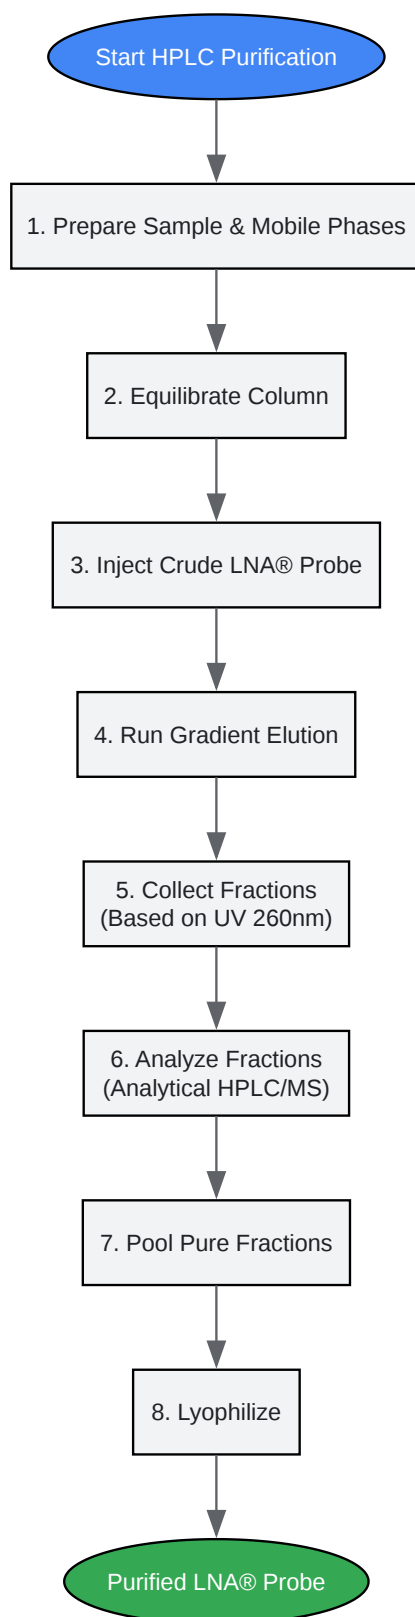 Start HPLC Purification
1. Prepare Sample & Mobile Phases
2. Equilibrate Column
3. Inject Crude LNA® Probe
4. Run Gradient Elution
5. Collect Fractions
(Based on UV 260nm)
6. Analyze Fractions
(Analytical HPLC/MS)
7. Pool Pure Fractions
8. Lyophilize
Purified LNA® Probe